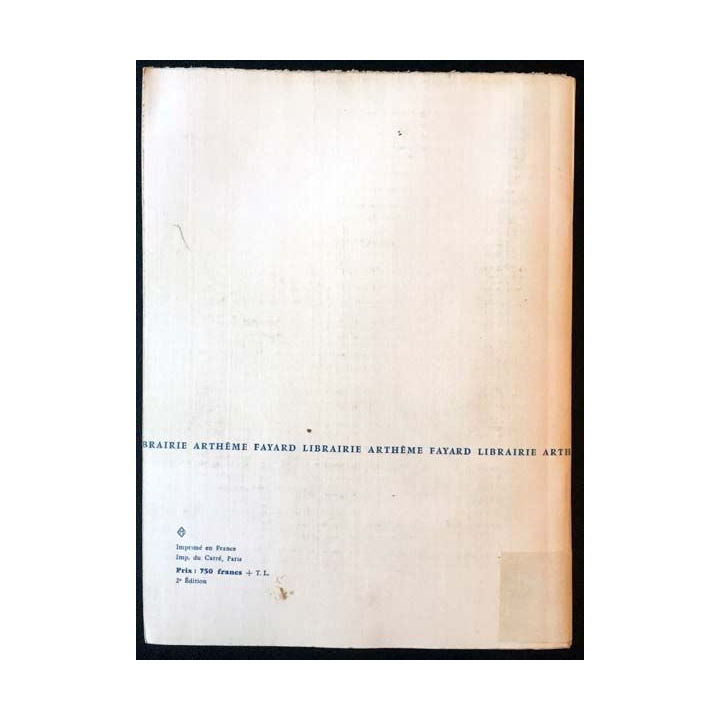 BRAIRIE ARTHÈME FAYARD LIBRAIRIE ARTHÈME FAYARD LIBRAIRIE ARTH
Imprimé en France
Imp. du Carré, Paris
Prix : 750 francs + T. L.
2e Édition